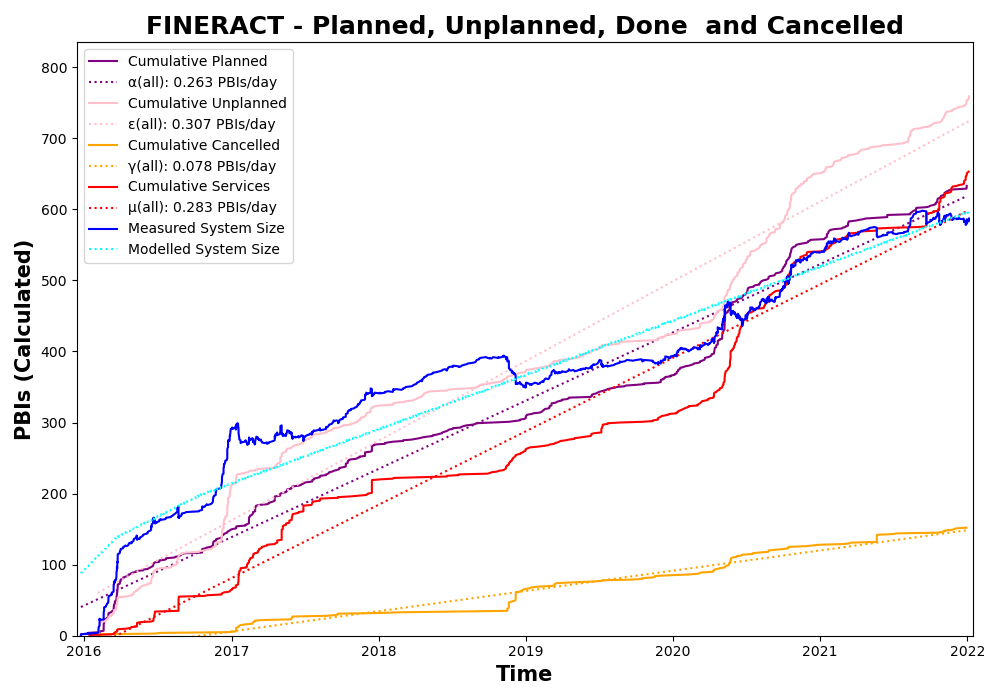 FINERACT - Planned, Unplanned, Done  and Cancelled
Cumulative Planned
α(all): 0.263 PBIs/day
Cumulative Unplanned
ε(all): 0.307 PBIs/day
Cumulative Cancelled
γ(all): 0.078 PBIs/day
Cumulative Services
μ(all): 0.283 PBIs/day
Measured System Size
Modelled System Size
PBIs (Calculated)
800
700
600
500
400
300
200
100
0
2016 2017 2018 2019 2020 2021 2022
Time